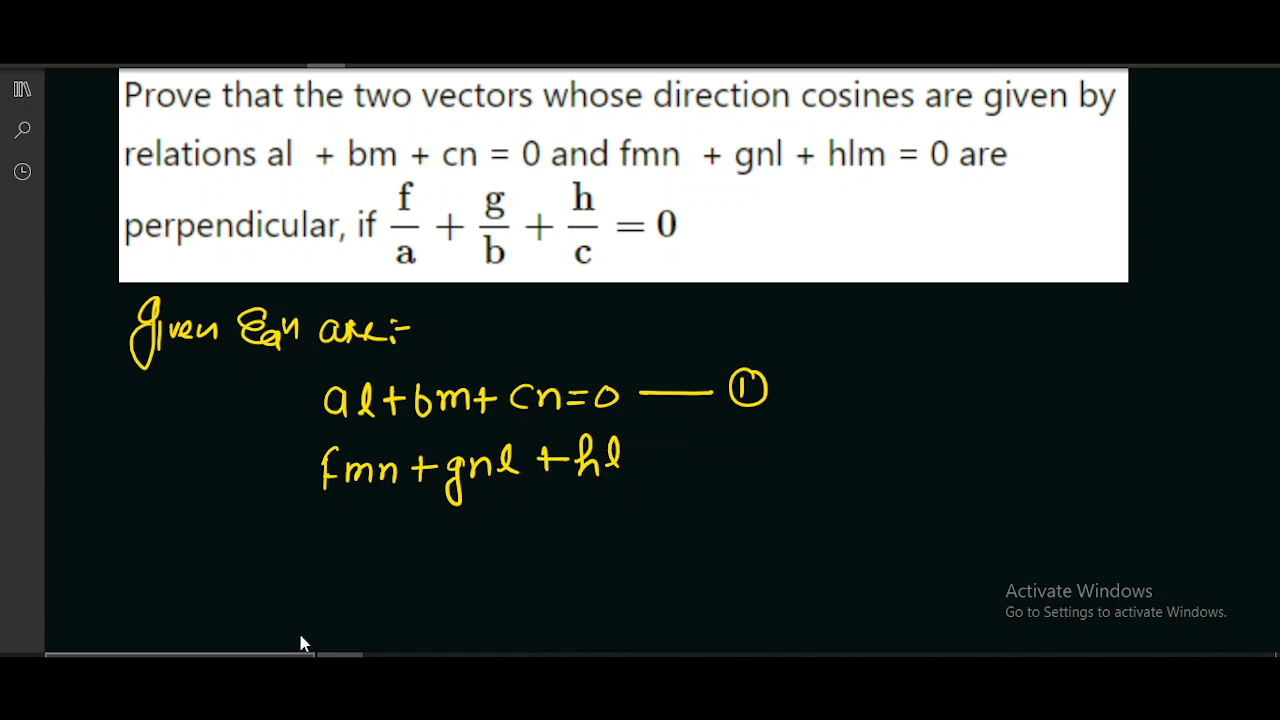 Prove that the two vectors whose direction cosines are given by
relations al + bm + cn = 0 and fmn + gnl + hlm = 0 are
perpendicular, if f/a + g/b + h/c = 0
Given Eqn are:-
al+bm+cn=0 —— ①
fmn+gnl+hl
Activate Windows
Go to Settings to activate Windows.